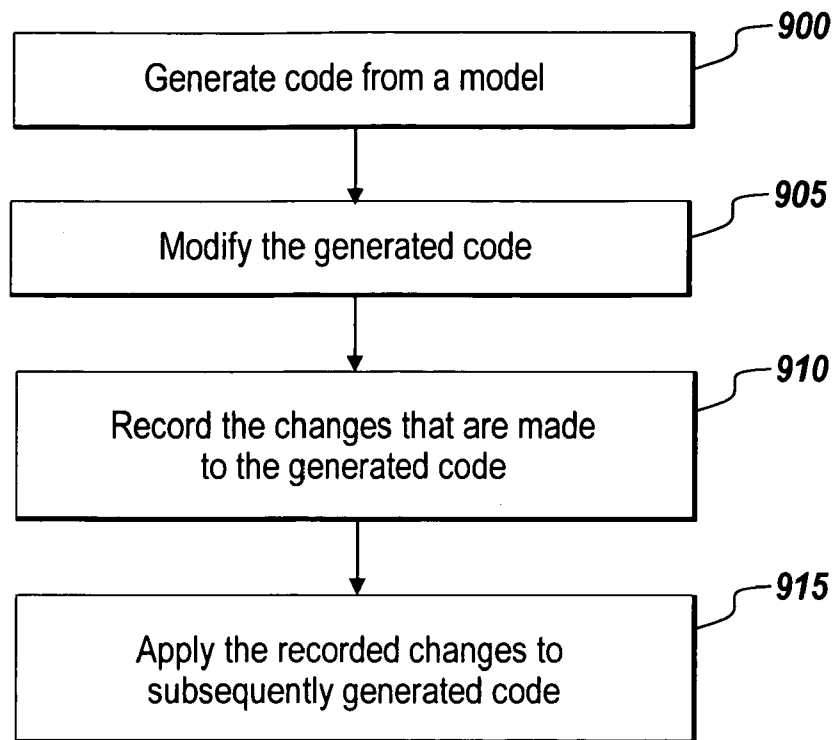 900
Generate code from a model
905
Modify the generated code
910
Record the changes that are made
to the generated code
915
Apply the recorded changes to
subsequently generated code